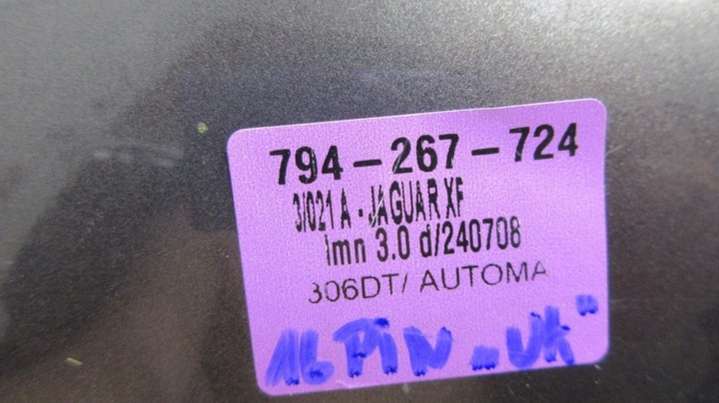 794-267-724
3/021 A - JAGUAR XF
lmn 3.0 d/240708
306DT/ AUTOMA
16 PiN „UK"